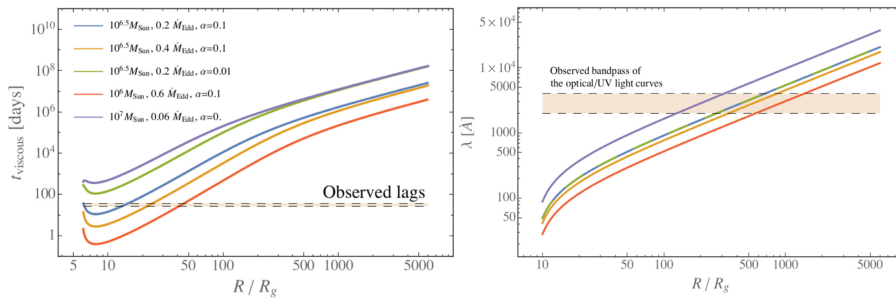 10^6.5 M_Sun, 0.2 Ṁ_Edd, α=0.1
10^6.5 M_Sun, 0.4 Ṁ_Edd, α=0.1
10^6.5 M_Sun, 0.2 Ṁ_Edd, α=0.01
10^6 M_Sun, 0.6 Ṁ_Edd, α=0.1
10^7 M_Sun, 0.06 Ṁ_Edd, α=0.
Observed lags
t_viscous [days]
10^10
10^8
10^6
10^4
100
1
5
10
50
100
500
1000
5000
R / R_g
Observed bandpass of
the optical/UV light curves
λ [Å]
5×10^4
1×10^4
5000
1000
500
100
50
10
50
100
500
1000
5000
R / R_g